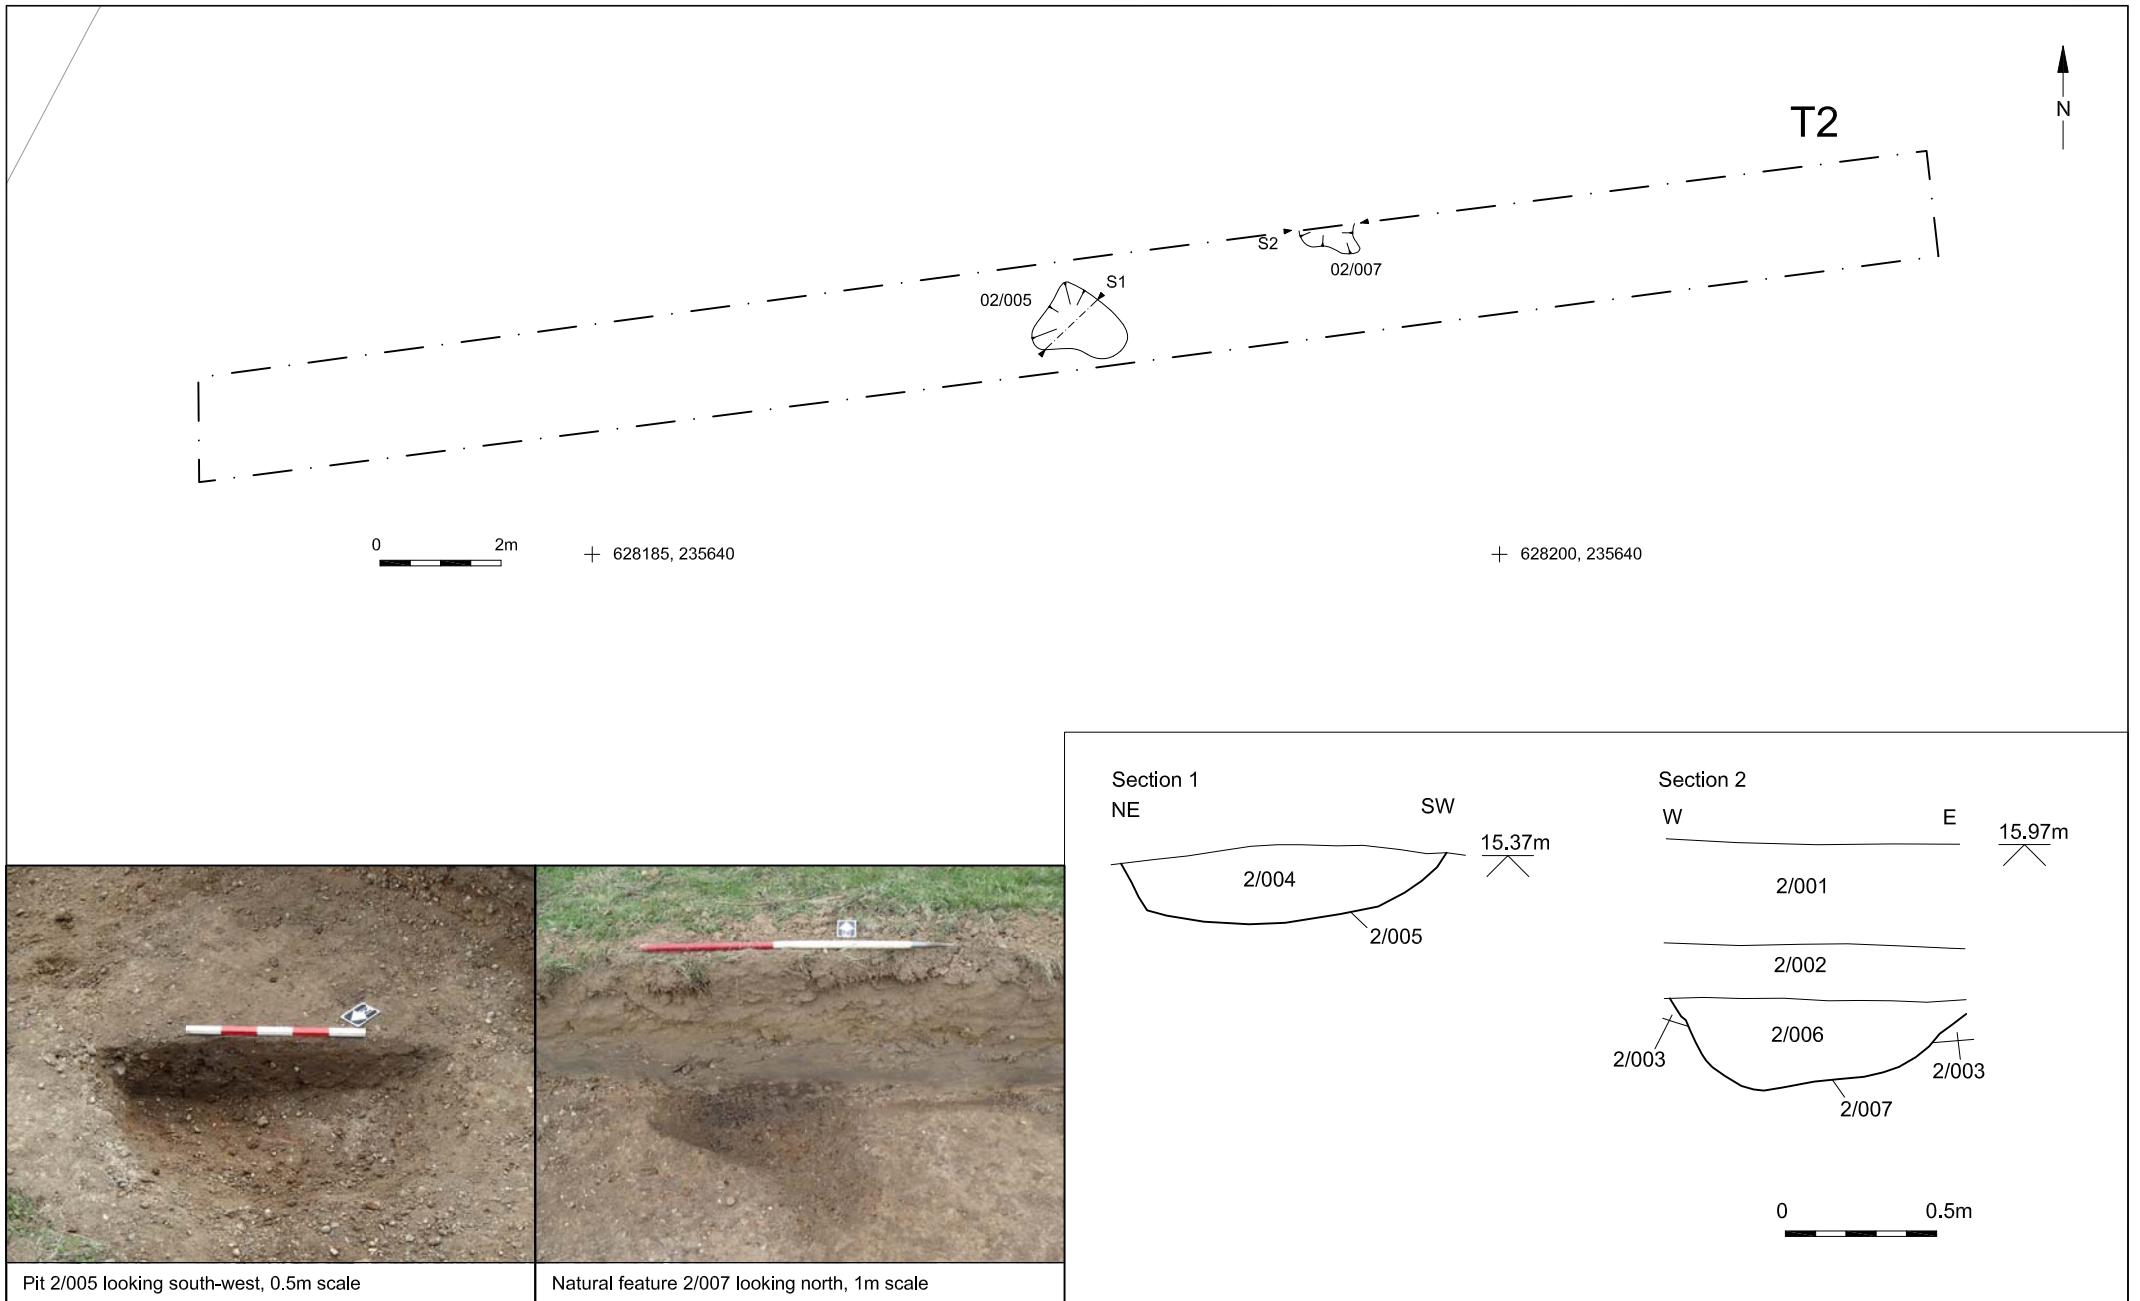 T2
N
S2
02/007
S1
02/005
0 2m
628185, 235640
628200, 235640
Section 1
NE SW
15.37m
2/004
2/005
Section 2
W E
15.97m
2/001
2/002
2/006
2/003
2/003
2/007
0 0.5m
Pit 2/005 looking south-west, 0.5m scale
Natural feature 2/007 looking north, 1m scale